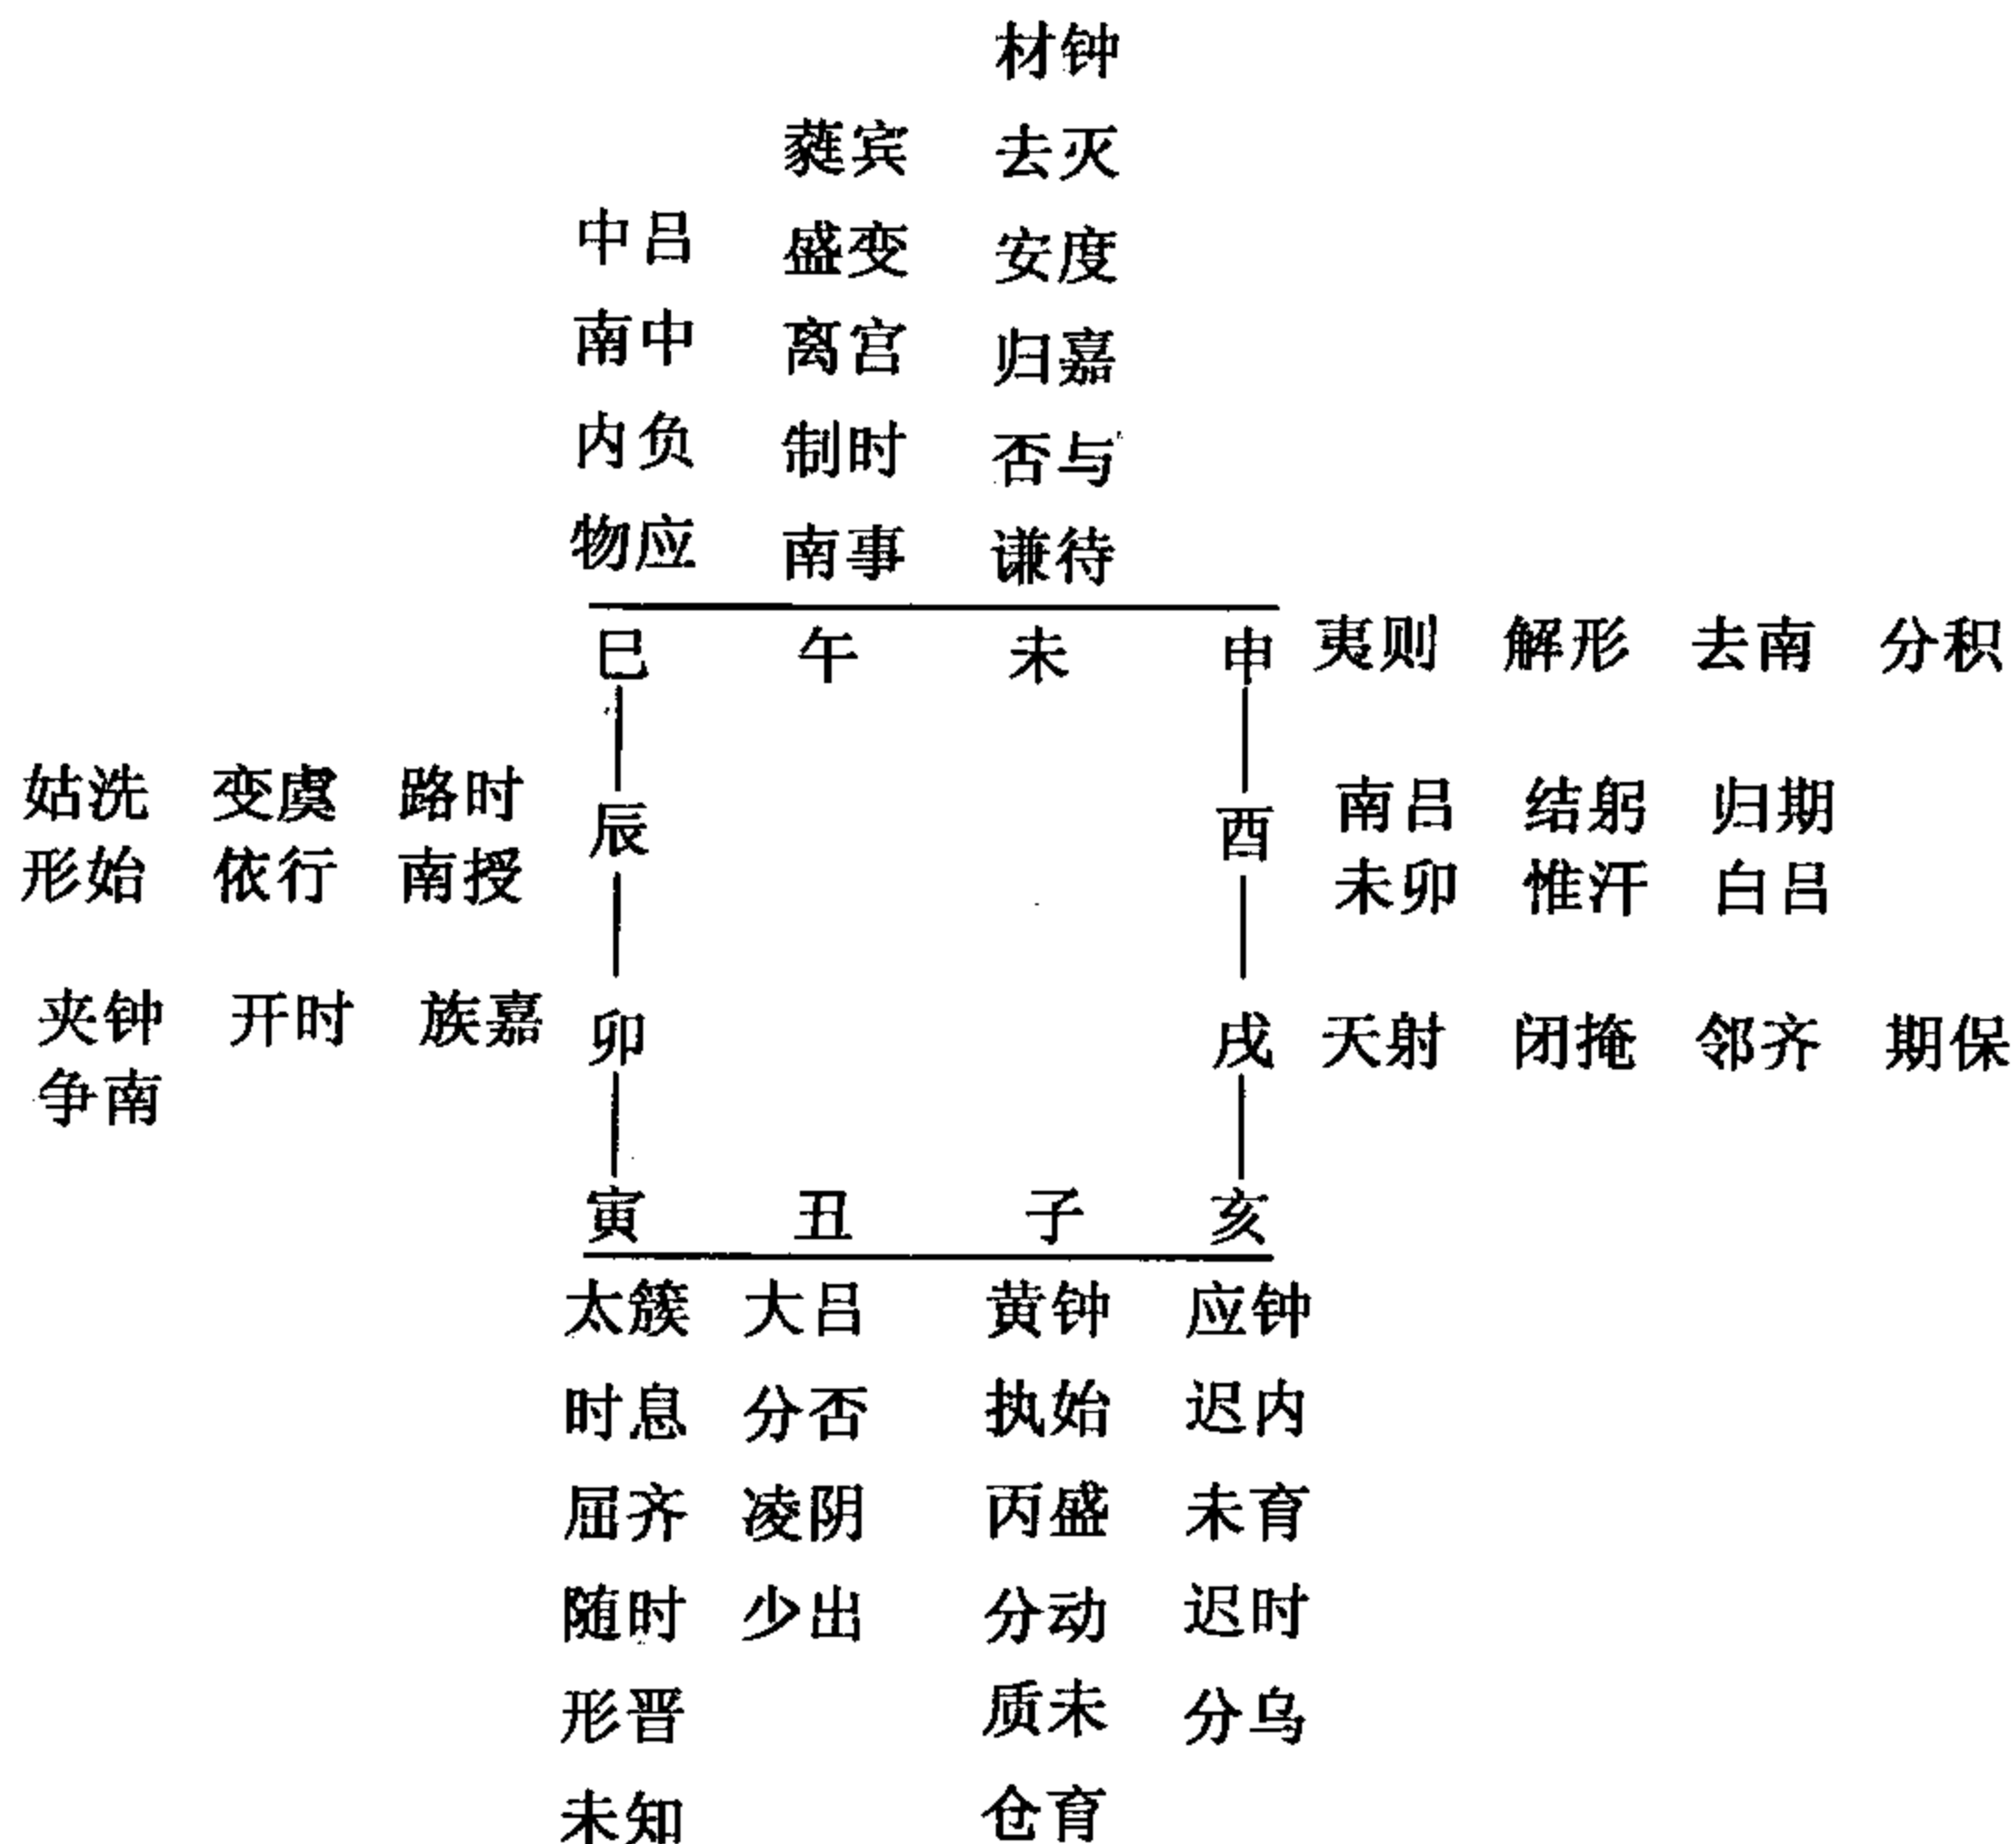 材钟
蕤宾 去灭
中吕 盛变 安度
南中 离宫 归嘉
内负 制时 否与
物应 南事 谦待
巳 午 未 申 夷则 解形 去南 分积
姑洗 变虞 路时 辰 酉 南吕 结躬 归期
形始 依行 南授 未卯 惟汗 白吕
夹钟 开时 族嘉 卯 戌 天射 闭掩 邻齐 期保
争南
寅 丑 子 亥
太簇 大吕 黄钟 应钟
时息 分否 执始 迟内
屈齐 凌阴 丙盛 未育
随时 少出 分动 迟时
形晋 质未 分乌
未知 仓育